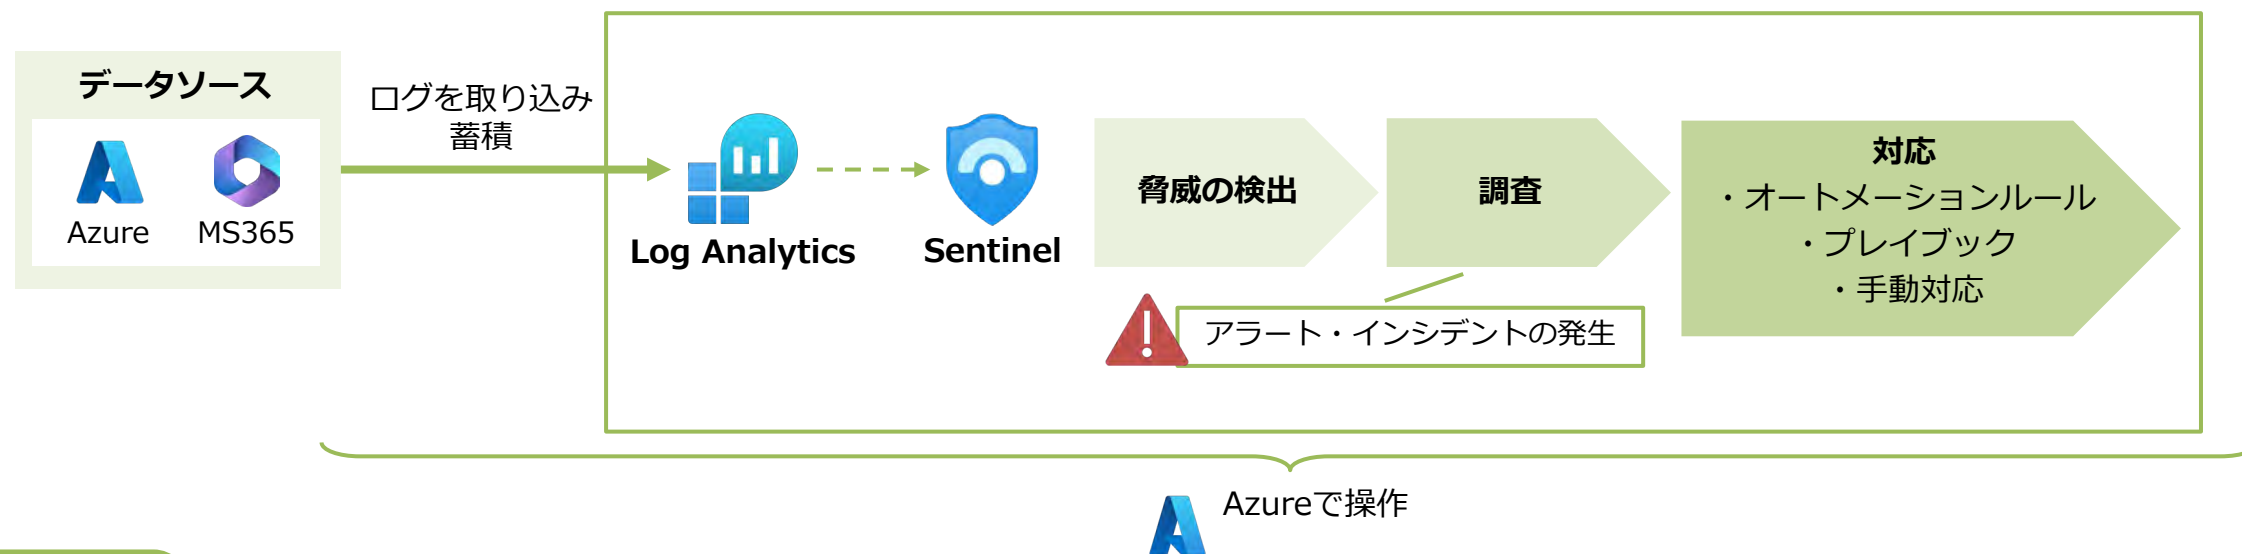 データソース
Azure
MS365
ログを取り込み
蓄積
Log Analytics
Sentinel
脅威の検出
調査
アラート・インシデントの発生
対応
・オートメーションルール
・プレイブック
・手動対応
Azureで操作